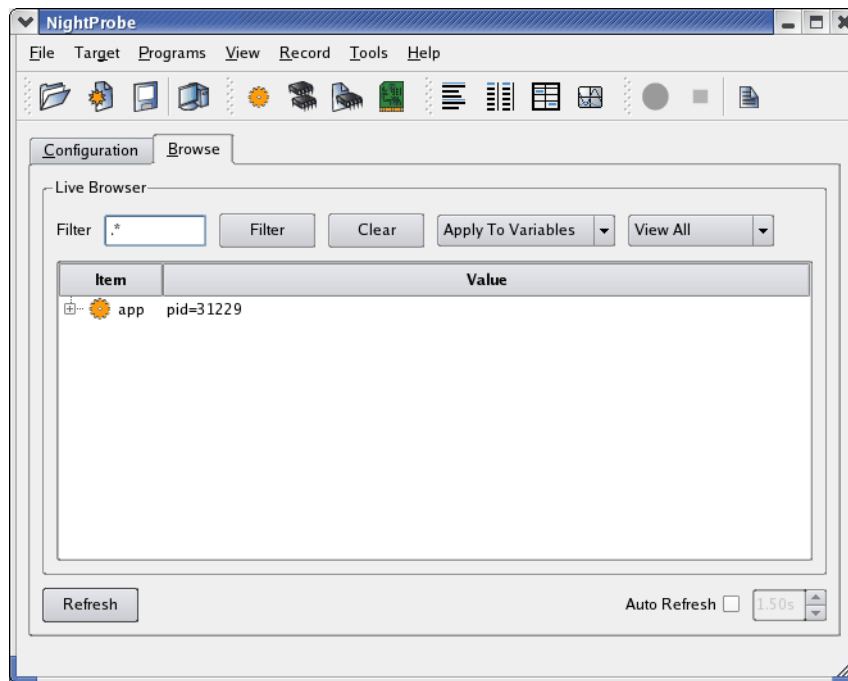 NightProbe
File Target Programs View Record Tools Help
Configuration Browse
Live Browser
Filter .* Filter Clear Apply To Variables View All
Item Value
app pid=31229
Refresh Auto Refresh 1.50s